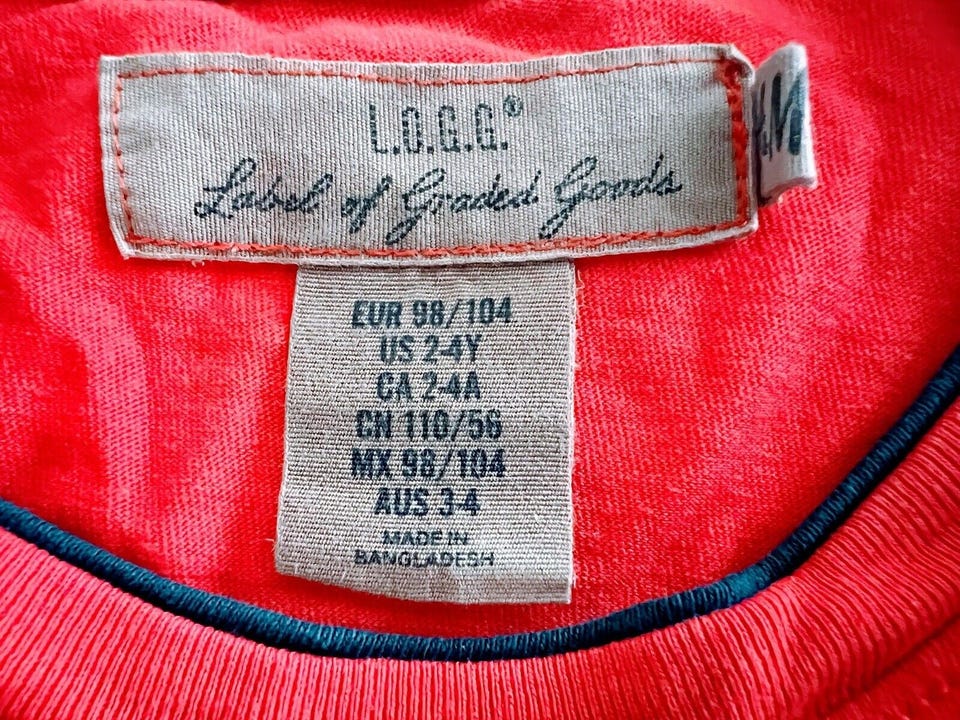 L.O.G.G.®
Label of Graded Goods
EUR 98/104
US 2-4Y
CA 2-4A
CN 110/56
MX 98/104
AUS 3-4
MADE IN
BANGLADESH